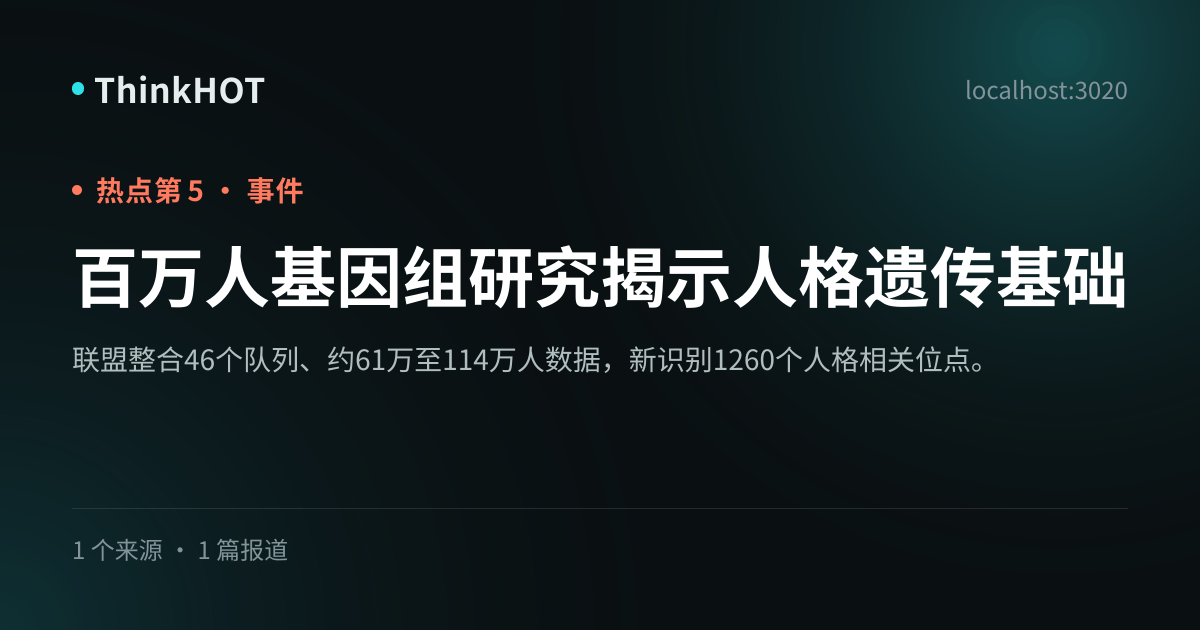 ThinkHOT
localhost:3020
热点第 5 · 事件
百万人基因组研究揭示人格遗传基础
联盟整合46个队列、约61万至114万人数据，新识别1260个人格相关位点。
1 个来源 · 1 篇报道